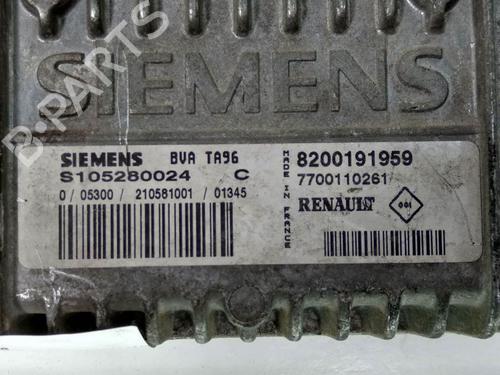 SIEMENS
B-PARTS
SIEMENS BVA TA96
S105280024 C
0 / 05300 / 210581001 / 01345
MADE IN FRANCE
8200191959
7700110261
RENAULT